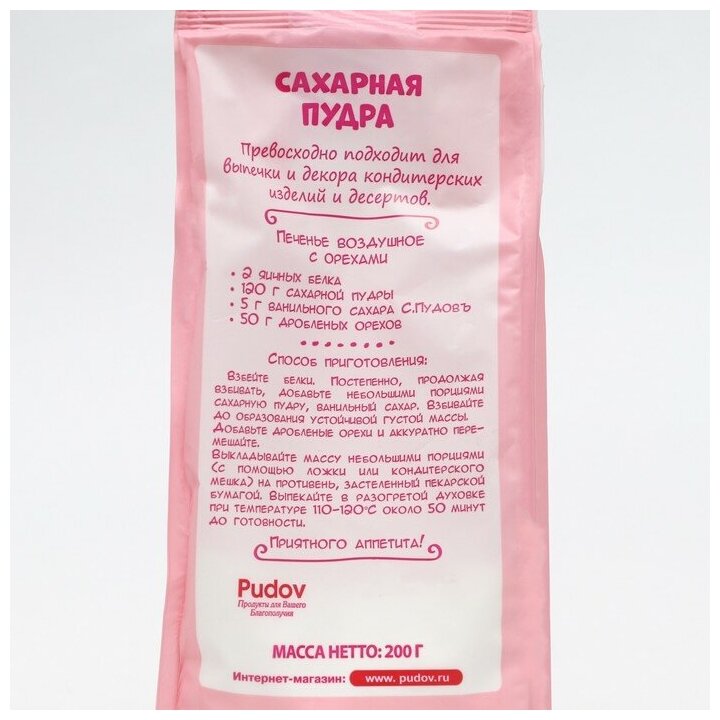 САХАРНАЯ
ПУДРА
Превосходно подходит для
выпечки и декора кондитерских
изделий и десертов.
Печенье воздушное
с орехами
• 2 яичных белка
• 120 г сахарной пудры
• 5 г ванильного сахара С.Пудовъ
• 50 г дробленых орехов
Способ приготовления:
Взбейте белки. Постепенно, продолжая
взбивать, добавьте небольшими порциями
сахарную пудру, ванильный сахар. Взбивайте
до образования устойчивой густой массы.
Добавьте дробленые орехи и аккуратно пере-
мешайте.
Выкладывайте массу небольшими порциями
(с помощью ложки или кондитерского
мешка) на противень, застеленный пекарской
бумагой. Выпекайте в разогретой духовке
при температуре 110-120°С около 50 минут
до готовности.
Приятного аппетита!
Pudov
Продукты для Вашего
Благополучия
МАССА НЕТТО: 200 Г
Интернет-магазин: www. pudov.ru